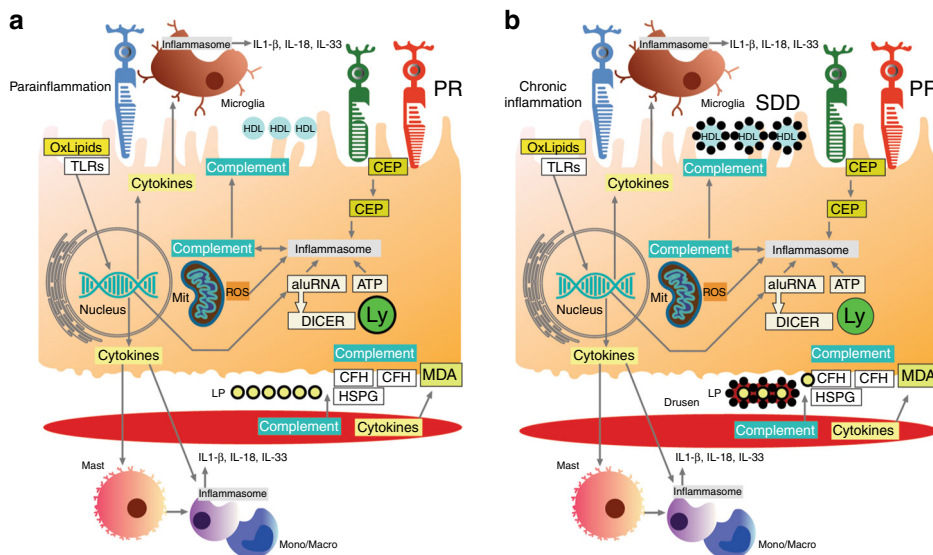 a
Inflammasome
IL1-β, IL-18, IL-33
Parainflammation
Microglia
PR
HDL HDL HDL
OxLipids
TLRs
Cytokines
Complement
CEP
CEP
Complement
Inflammasome
Mit
ROS
aluRNA
ATP
Nucleus
DICER
Ly
Cytokines
Complement
CFH CFH
MDA
LP
HSPG
Complement
Cytokines
IL1-β, IL-18, IL-33
Mast
Inflammasome
Mono/Macro
b
Inflammasome
IL1-β, IL-18, IL-33
Chronic
inflammation
Microglia
SDD
PR
HDL HDL HDL
OxLipids
TLRs
Cytokines
Complement
CEP
CEP
Complement
Inflammasome
Mit
ROS
aluRNA
ATP
Nucleus
DICER
Ly
Cytokines
Complement
CFH CFH
MDA
LP
Drusen
HSPG
Complement
Cytokines
IL1-β, IL-18, IL-33
Mast
Inflammasome
Mono/Macro